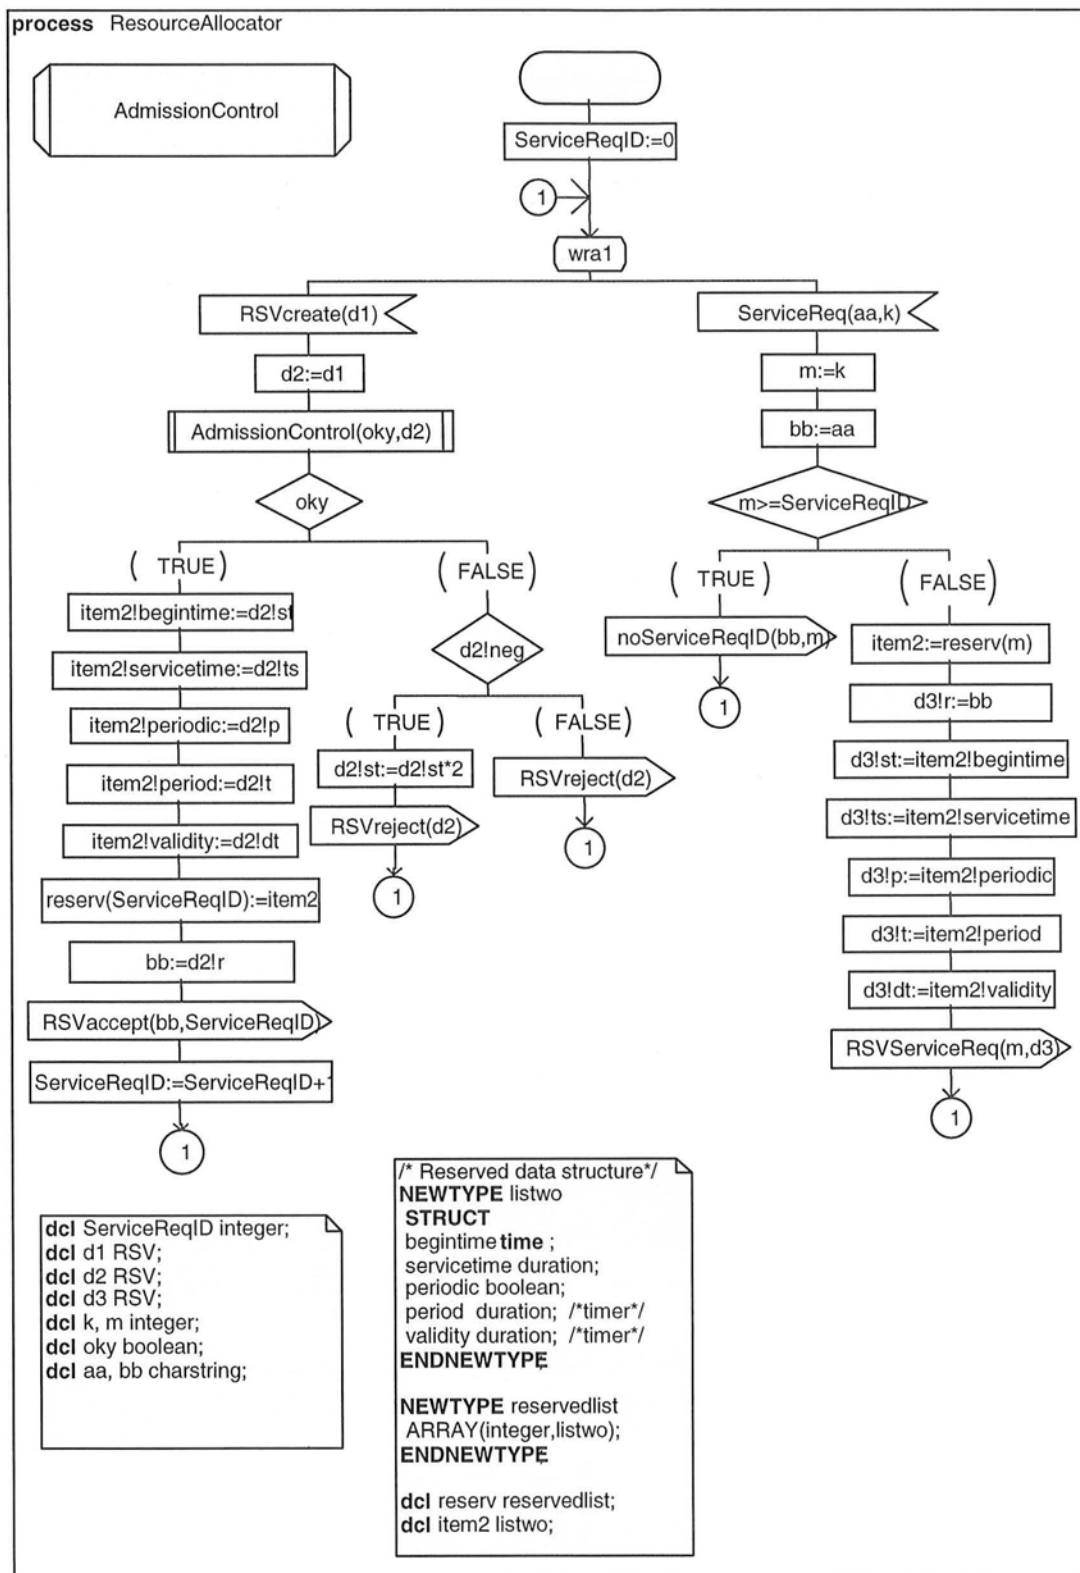 process ResourceAllocator
AdmissionControl
ServiceReqID:=0
1
wra1
RSVcreate(d1)
d2:=d1
AdmissionControl(oky,d2)
oky
( TRUE )
item2!begintime:=d2!st
item2!servicetime:=d2!ts
item2!periodic:=d2!p
item2!period:=d2!t
item2!validity:=d2!dt
reserv(ServiceReqID):=item2
bb:=d2!r
RSVaccept(bb,ServiceReqID)
ServiceReqID:=ServiceReqID+1
1
( FALSE )
d2!neg
( TRUE )
d2!st:=d2!st*2
RSVreject(d2)
1
( FALSE )
RSVreject(d2)
1
ServiceReq(aa,k)
m:=k
bb:=aa
m>=ServiceReqID
( TRUE )
noServiceReqID(bb,m)
1
( FALSE )
item2:=reserv(m)
d3!r:=bb
d3!st:=item2!begintime
d3!ts:=item2!servicetime
d3!p:=item2!periodic
d3!t:=item2!period
d3!dt:=item2!validity
RSVServiceReq(m,d3)
1
dcl ServiceReqID integer;
dcl d1 RSV;
dcl d2 RSV;
dcl d3 RSV;
dcl k, m integer;
dcl oky boolean;
dcl aa, bb charstring;
/* Reserved data structure*/
NEWTYPE listwo
STRUCT
begintime time ;
servicetime duration;
periodic boolean;
period duration; /*timer*/
validity duration; /*timer*/
ENDNEWTYPE;
NEWTYPE reservedlist
ARRAY(integer,listwo);
ENDNEWTYPE;
dcl reserv reservedlist;
dcl item2 listwo;